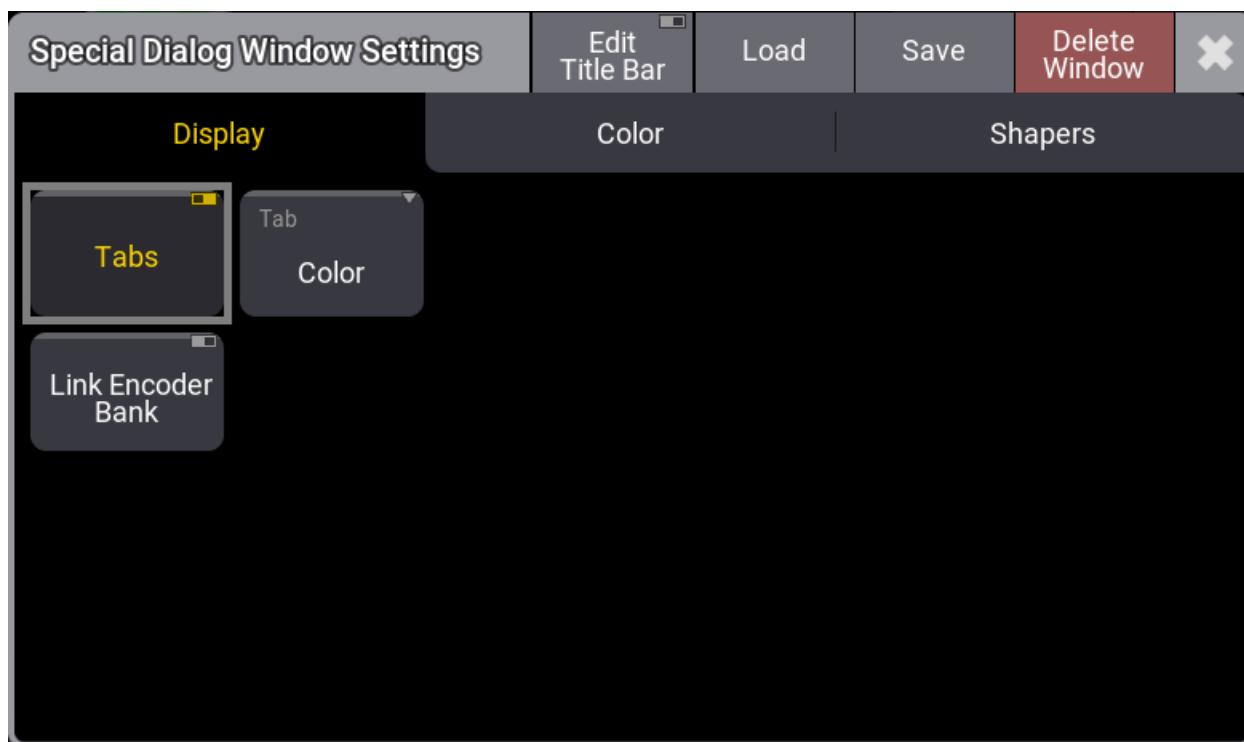 Special Dialog Window Settings
Edit
Title Bar
Load
Save
Delete
Window
Display
Color
Shapers
Tabs
Tab
Color
Link Encoder
Bank